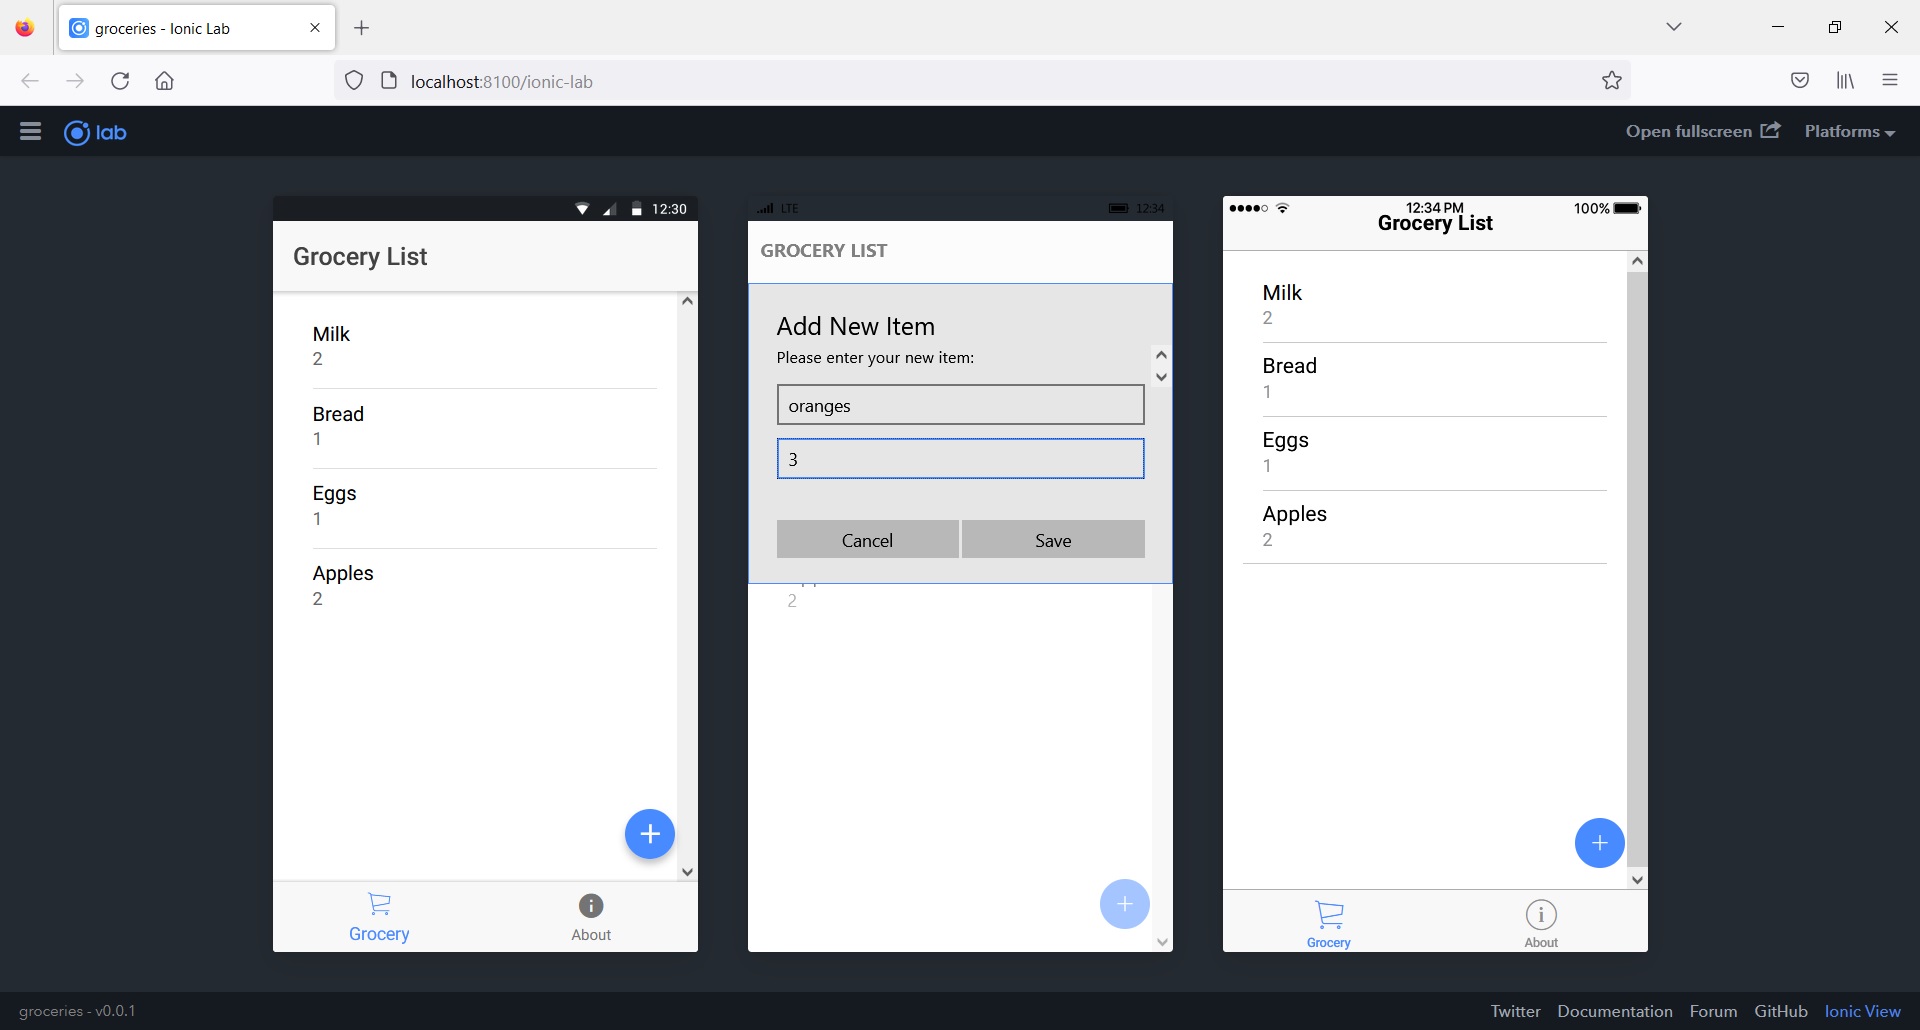 groceries - Ionic Lab
localhost:8100/ionic-lab
lab
Open fullscreen
Platforms
12:30
Grocery List
Milk
2
Bread
1
Eggs
1
Apples
2
Grocery
About
LTE
12:34
GROCERY LIST
Add New Item
Please enter your new item:
oranges
3
Cancel
Save
2
12:34 PM
100%
Grocery List
Milk
2
Bread
1
Eggs
1
Apples
2
Grocery
About
groceries - v0.0.1
Twitter
Documentation
Forum
GitHub
Ionic View